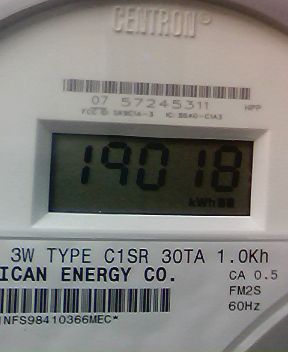 CENTRON®
07 57245311 HPP
19018
kWh
3W TYPE C1SR 30TA 1.0Kh
ICAN ENERGY CO. CA 0.5
FM2S
60Hz
INFS98410366MEC*